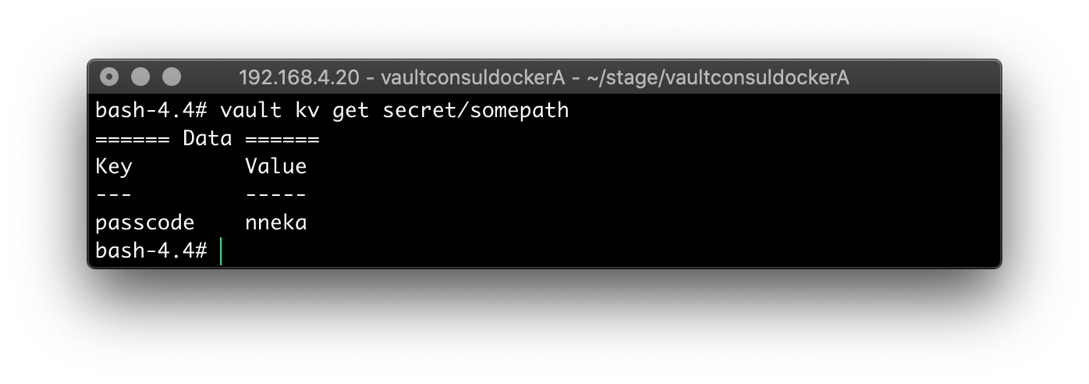 192.168.4.20 - vaultconsuldockerA - ~/stage/vaultconsuldockerA
bash-4.4# vault kv get secret/somepath
====== Data ======
Key         Value
---         -----
passcode    nneka
bash-4.4#